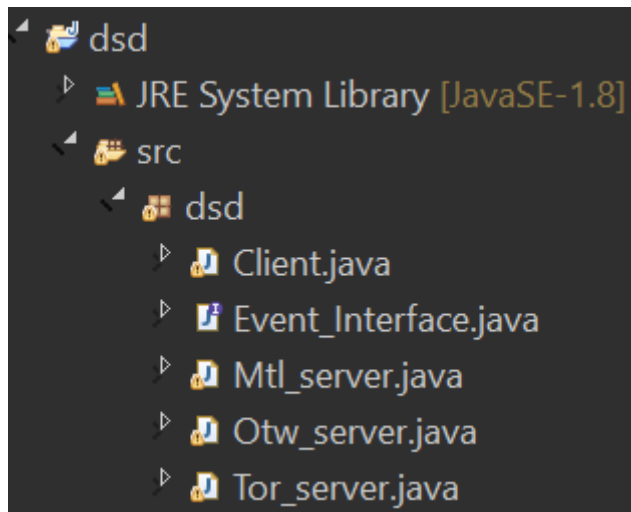 dsd
JRE System Library [JavaSE-1.8]
src
dsd
Client.java
Event_Interface.java
Mtl_server.java
Otw_server.java
Tor_server.java